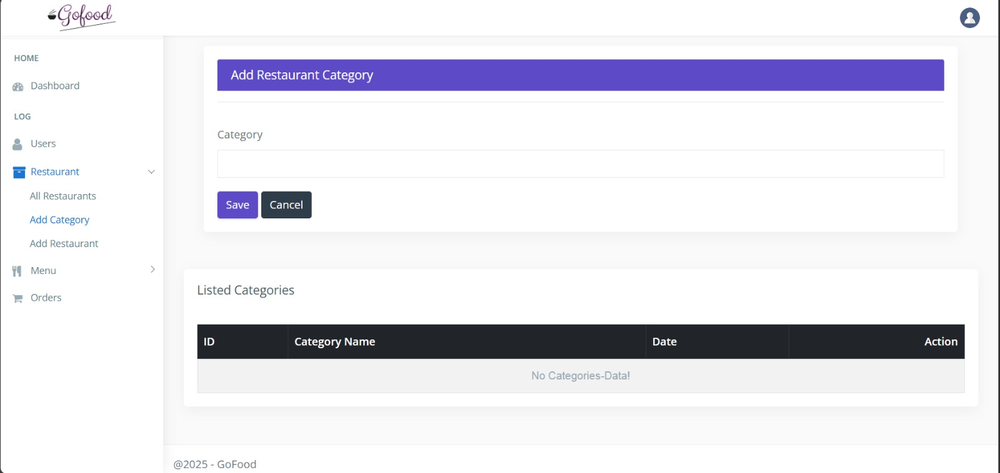 Gofood
HOME
Dashboard
LOG
Users
Restaurant
All Restaurants
Add Category
Add Restaurant
Menu
Orders
Add Restaurant Category
Category
Save Cancel
Listed Categories
ID Category Name Date Action
No Categories-Data!
@2025 - GoFood